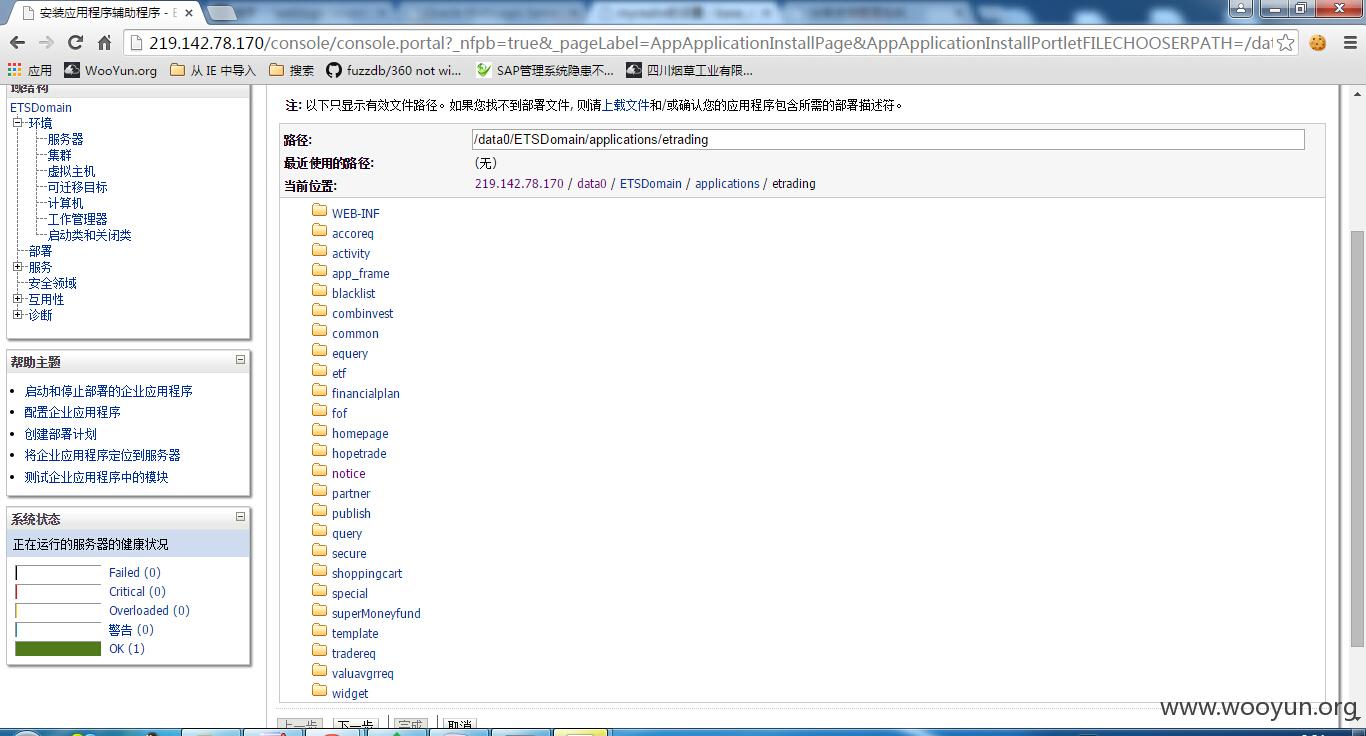 安装应用程序辅助程序 - E
219.142.78.170/console/console.portal?_nfpb=true&_pageLabel=AppApplicationInstallPage&AppApplicationInstallPortletFILECHOOSERPATH=/dat
应用 WooYun.org 从 IE 中导入 搜索 fuzzdb/360 not wi... SAP管理系统隐患不... 四川烟草工业有限...
域结构
ETSDomain
环境
服务器
集群
虚拟主机
可迁移目标
计算机
工作管理器
启动类和关闭类
部署
服务
安全领域
互用性
诊断
帮助主题
启动和停止部署的企业应用程序
配置企业应用程序
创建部署计划
将企业应用程序定位到服务器
测试企业应用程序中的模块
系统状态
正在运行的服务器的健康状况
Failed (0)
Critical (0)
Overloaded (0)
警告 (0)
OK (1)
注: 以下只显示有效文件路径。如果您找不到部署文件, 则请上载文件和/或确认您的应用程序包含所需的部署描述符。
路径: /data0/ETSDomain/applications/etrading
最近使用的路径: (无)
当前位置: 219.142.78.170 / data0 / ETSDomain / applications / etrading
WEB-INF
accoreq
activity
app_frame
blacklist
combinvest
common
equery
etf
financialplan
fof
homepage
hopetrade
notice
partner
publish
query
secure
shoppingcart
special
superMoneyfund
template
tradereq
valuavgrreq
widget
上一步 下一步 完成 取消
www.wooyun.org